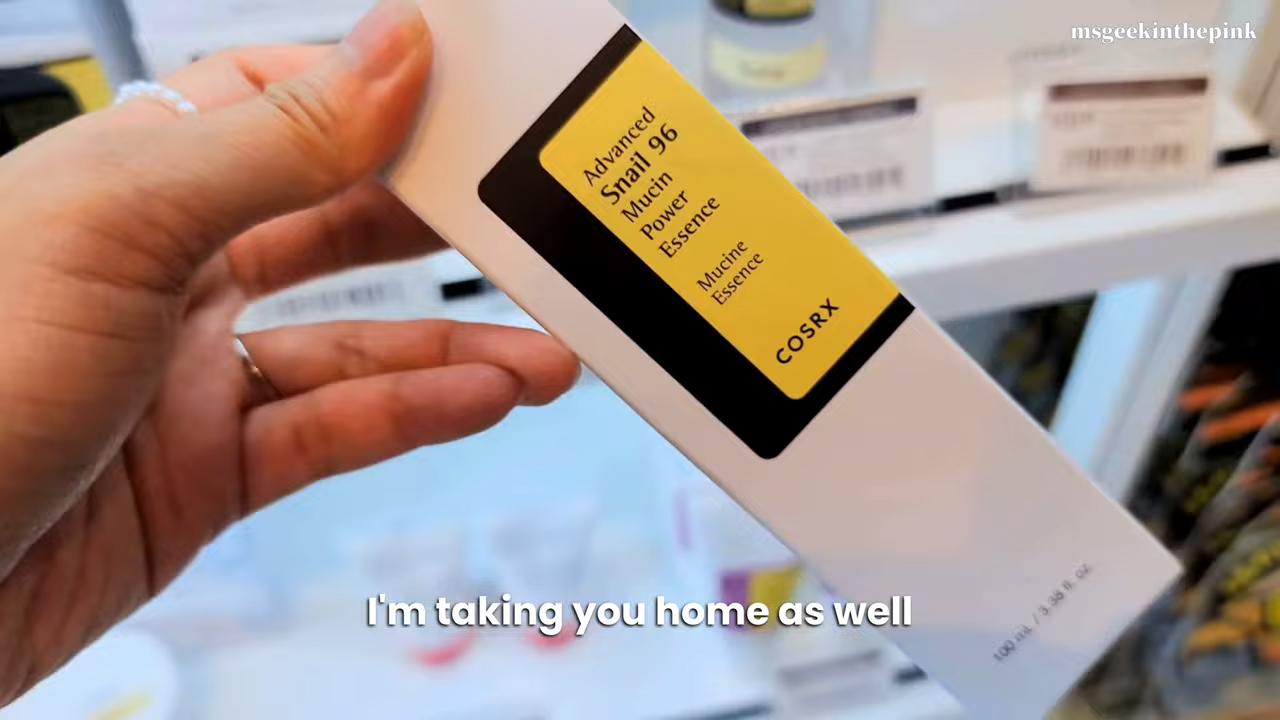 msgeekinthepink
Advanced
Snail 96
Mucin
Power
Essence
Mucine
Essence
COSRX
100 mL / 3.38 fl. oz
I'm taking you home as well